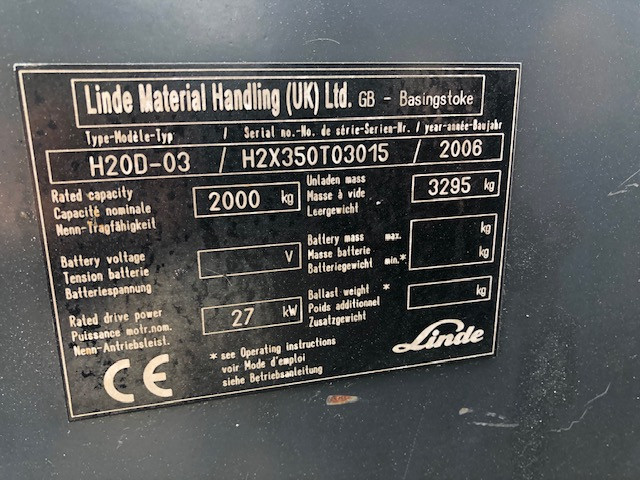 Linde Material Handling (UK) Ltd. GB - Basingstoke
Type-Modèle-Typ / Serial no.-No. de série-Serien-Nr. / year-année-Baujahr
H20D-03 / H2X350T03015 / 2006
Rated capacity
Capacité nominale
Nenn-Tragfähigkeit
2000 kg
Unladen mass
Masse à vide
Leergewicht
3295 kg
Battery voltage
Tension batterie
Batteriespannung
V
Battery mass max.
Masse batterie
Batteriegewicht min.*
kg
kg
Rated drive power
Puissance motr.nom.
Nenn-Antriebsleist.
27 kW
Ballast weight *
Poids additionnel
Zusatzgewicht
kg
CE
* see Operating instructions
voir Mode d'emploi
siehe Betriebsanleitung
Linde